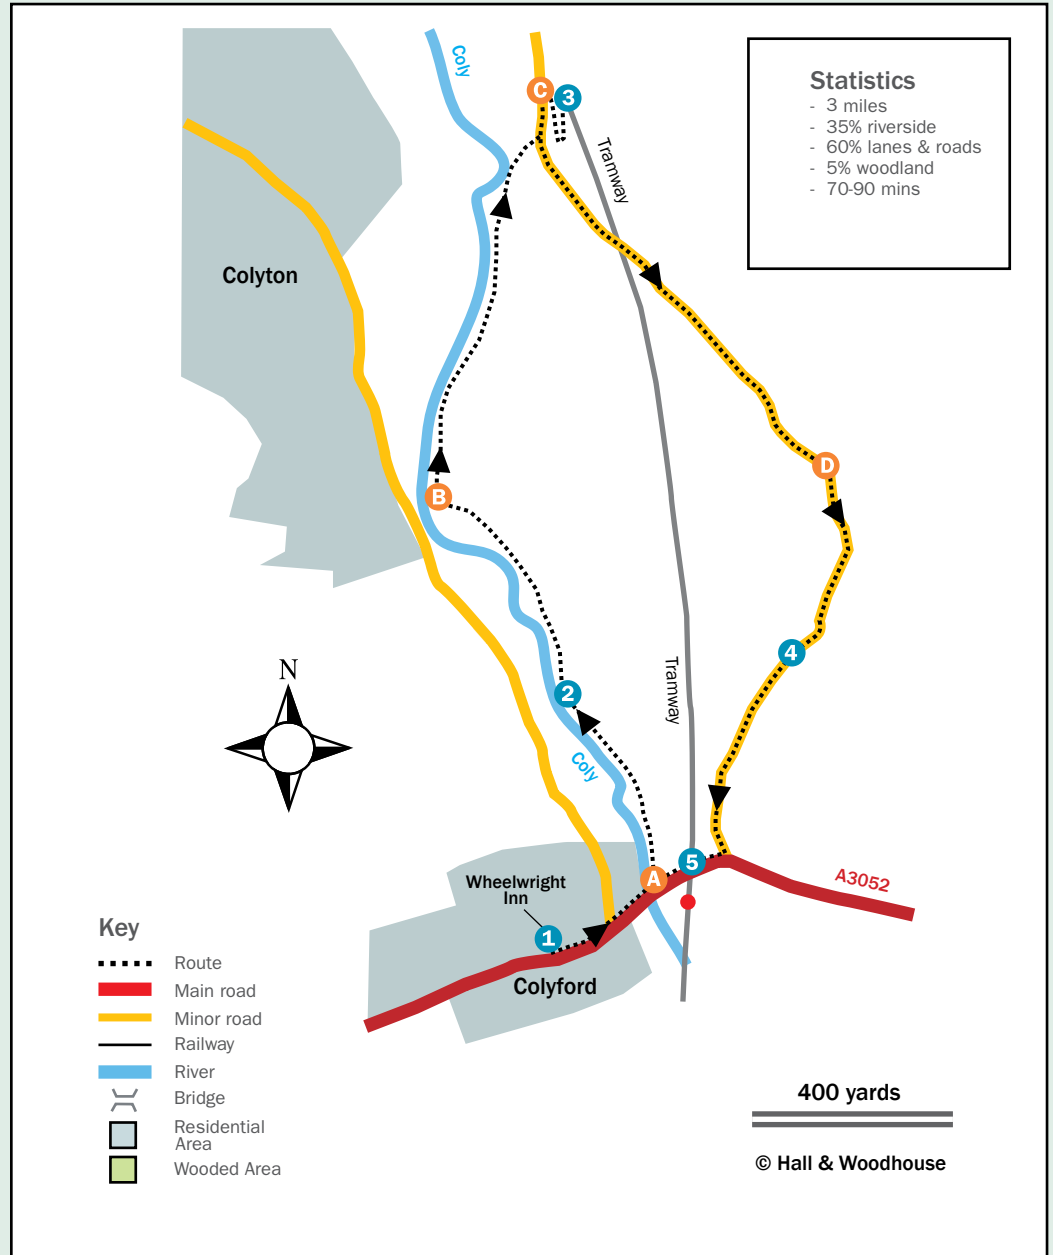 Coly
C
3
Tramway
Statistics
- 3 miles
- 35% riverside
- 60% lanes & roads
- 5% woodland
- 70-90 mins
Colyton
D
B
4
N
2
Tramway
Coly
5
A
A3052
Wheelwright
Inn
1
Colyford
Key
Route
Main road
Minor road
Railway
River
Bridge
Residential
Area
Wooded Area
400 yards
© Hall & Woodhouse